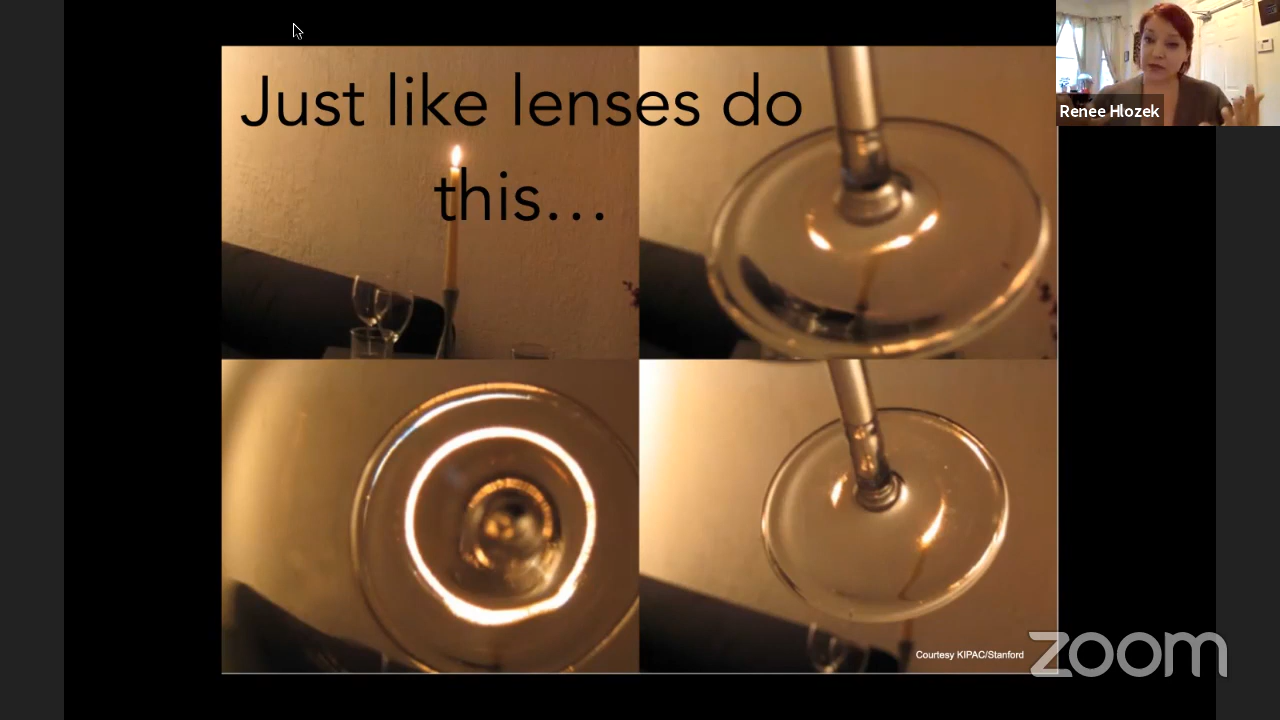 Just like lenses do
this...
Renee Hlozek
Courtesy KIPAC/Stanford
zoom